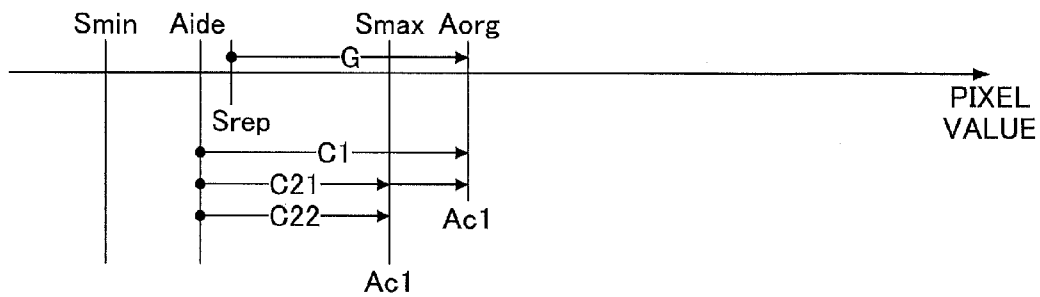 Smin Aide Smax Aorg
G
PIXEL
VALUE
Srep
C1
C21
C22
Ac1
Ac1